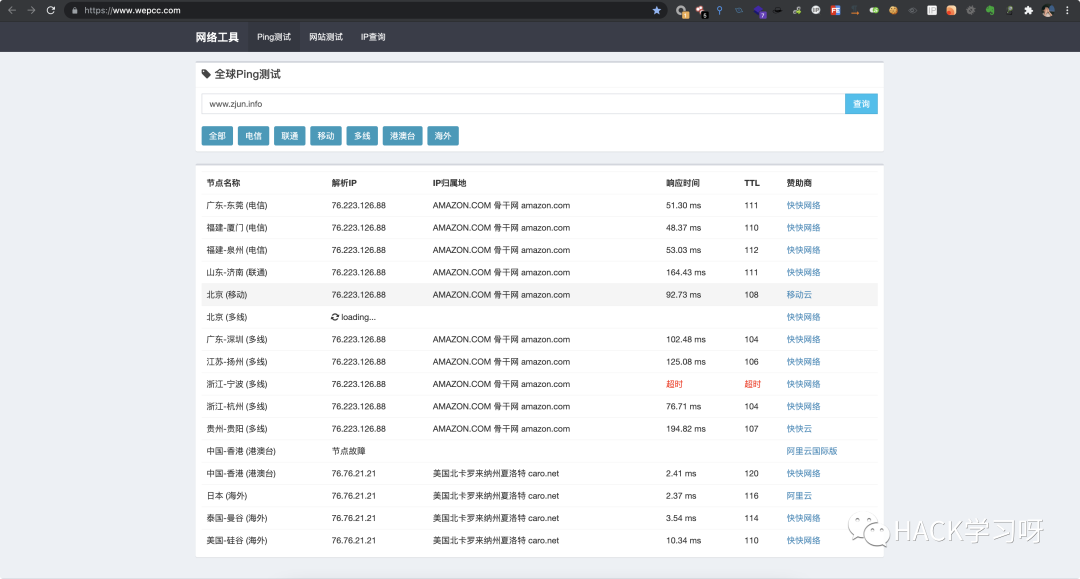 https://www.wepcc.com
网络工具 Ping测试 网站测试 IP查询
全球Ping测试
www.zjun.info 查询
全部 电信 联通 移动 多线 港澳台 海外
节点名称 解析IP IP归属地 响应时间 TTL 赞助商
广东-东莞 (电信) 76.223.126.88 AMAZON.COM 骨干网 amazon.com 51.30 ms 111 快快网络
福建-厦门 (电信) 76.223.126.88 AMAZON.COM 骨干网 amazon.com 48.37 ms 110 快快网络
福建-泉州 (电信) 76.223.126.88 AMAZON.COM 骨干网 amazon.com 53.03 ms 112 快快网络
山东-济南 (联通) 76.223.126.88 AMAZON.COM 骨干网 amazon.com 164.43 ms 111 快快网络
北京 (移动) 76.223.126.88 AMAZON.COM 骨干网 amazon.com 92.73 ms 108 移动云
北京 (多线) loading... 快快网络
广东-深圳 (多线) 76.223.126.88 AMAZON.COM 骨干网 amazon.com 102.48 ms 104 快快网络
江苏-扬州 (多线) 76.223.126.88 AMAZON.COM 骨干网 amazon.com 125.08 ms 106 快快网络
浙江-宁波 (多线) 76.223.126.88 AMAZON.COM 骨干网 amazon.com 超时 超时 快快网络
浙江-杭州 (多线) 76.223.126.88 AMAZON.COM 骨干网 amazon.com 76.71 ms 104 快快网络
贵州-贵阳 (多线) 76.223.126.88 AMAZON.COM 骨干网 amazon.com 194.82 ms 107 快快云
中国-香港 (港澳台) 节点故障 阿里云国际版
中国-香港 (港澳台) 76.76.21.21 美国北卡罗来纳州夏洛特 caro.net 2.41 ms 120 快快网络
日本 (海外) 76.76.21.21 美国北卡罗来纳州夏洛特 caro.net 2.37 ms 116 阿里云
泰国-曼谷 (海外) 76.76.21.21 美国北卡罗来纳州夏洛特 caro.net 3.54 ms 114 快快网络
美国-硅谷 (海外) 76.76.21.21 美国北卡罗来纳州夏洛特 caro.net 10.34 ms 110 快快网络
HACK学习呀